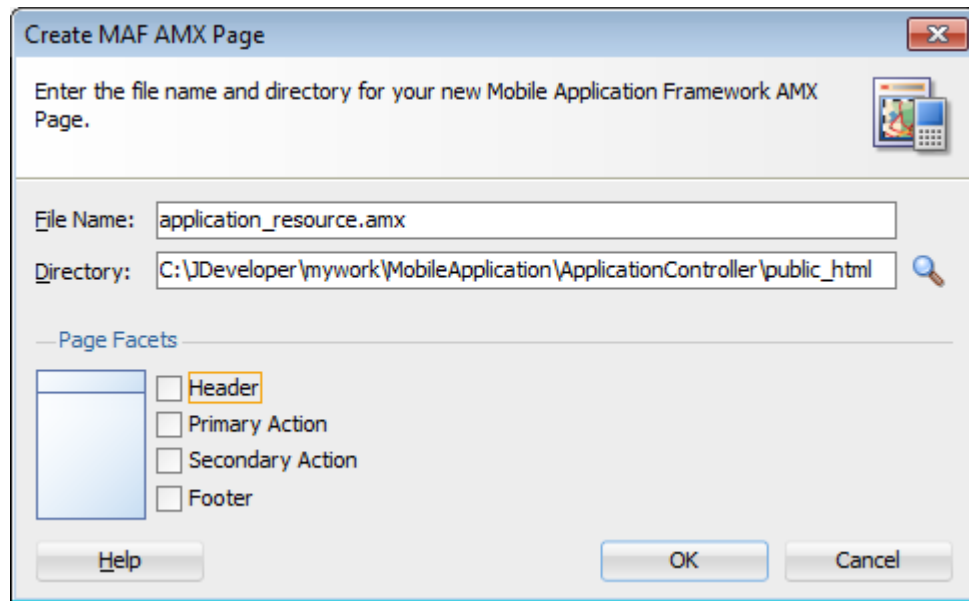 Create MAF AMX Page
Enter the file name and directory for your new Mobile Application Framework AMX
Page.
File Name: application_resource.amx
Directory: C:\JDeveloper\mywork\MobileApplication\ApplicationController\public_html
Page Facets
Header
Primary Action
Secondary Action
Footer
Help OK Cancel